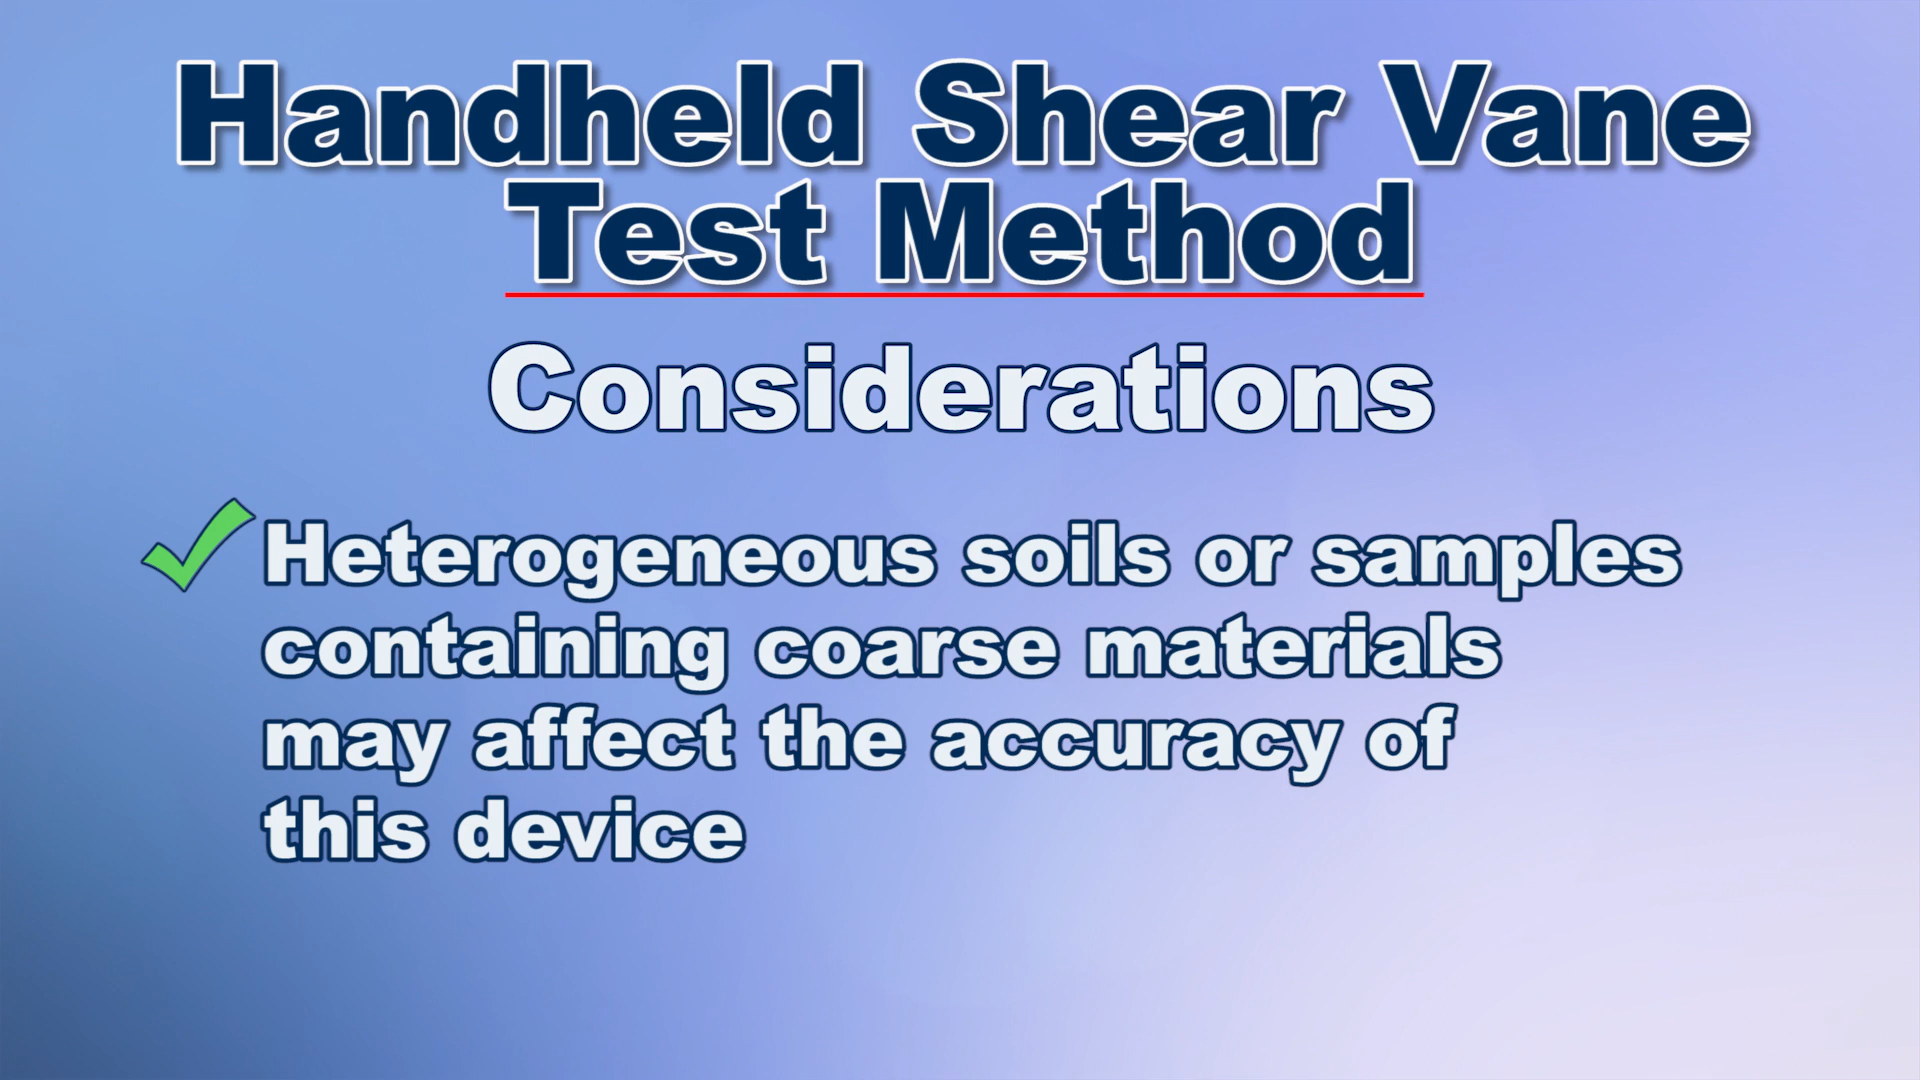 Handheld Shear Vane
Test Method
Considerations
Heterogeneous soils or samples
containing coarse materials
may affect the accuracy of
this device